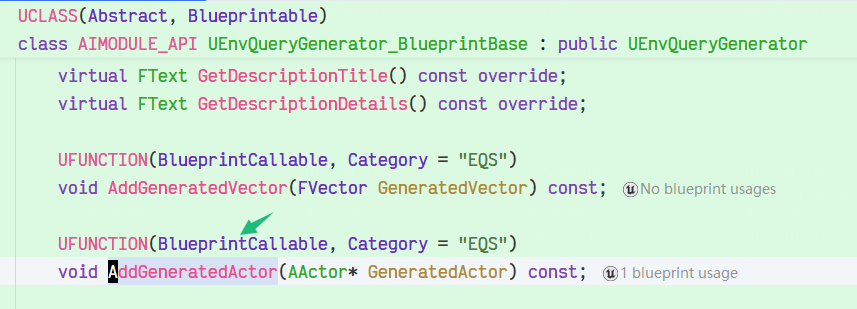 UCLASS(Abstract, Blueprintable)
class AIMODULE_API UEnvQueryGenerator_BlueprintBase : public UEnvQueryGenerator
virtual FText GetDescriptionTitle() const override;
virtual FText GetDescriptionDetails() const override;
UFUNCTION(BlueprintCallable, Category = "EQS")
void AddGeneratedVector(FVector GeneratedVector) const; No blueprint usages
UFUNCTION(BlueprintCallable, Category = "EQS")
void AddGeneratedActor(AActor* GeneratedActor) const; 1 blueprint usage